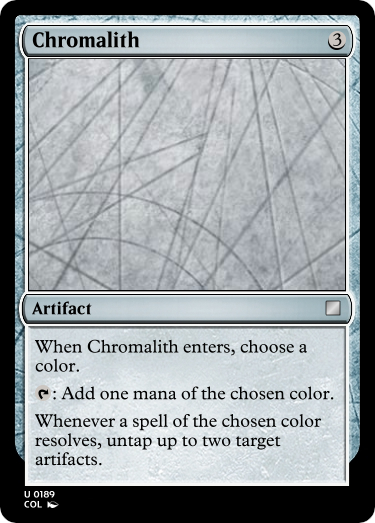 Chromalith 3
Artifact
When Chromalith enters, choose a
color.
: Add one mana of the chosen color.
Whenever a spell of the chosen color
resolves, untap up to two target
artifacts.
U 0189
COL